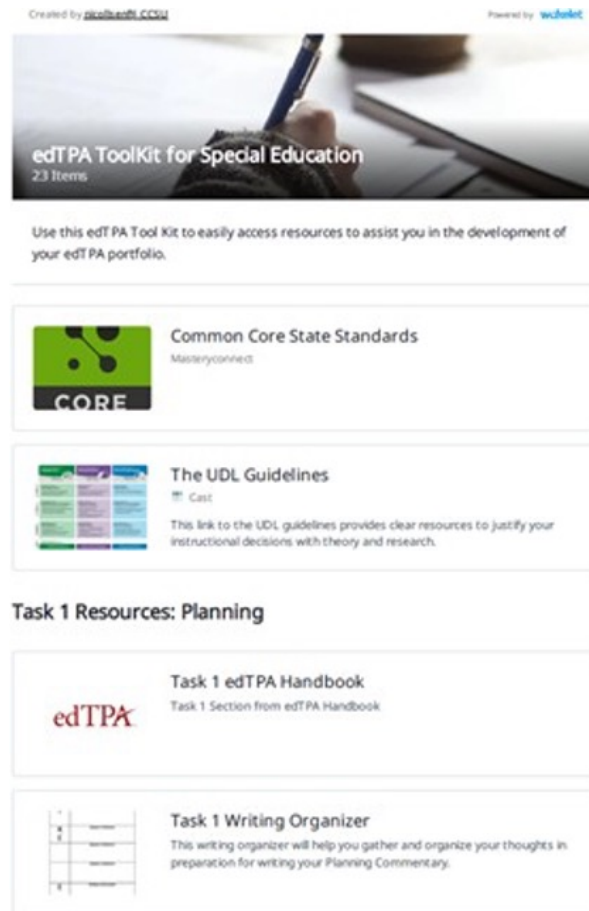 Created by nicollsenftl CCSU
Powered by wakelet
edTPA ToolKit for Special Education
23 Items
Use this edTPA Tool Kit to easily access resources to assist you in the development of
your edTPA portfolio.
CORE
Common Core State Standards
Masteryconnect
The UDL Guidelines
Cast
This link to the UDL guidelines provides clear resources to justify your
instructional decisions with theory and research.
Task 1 Resources: Planning
edTPA
Task 1 edTPA Handbook
Task 1 Section from edTPA Handbook
Task 1 Writing Organizer
This writing organizer will help you gather and organize your thoughts in
preparation for writing your Planning Commentary.